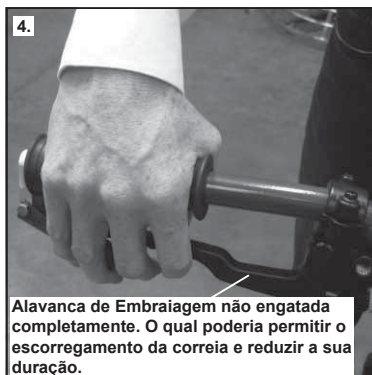 4.
Alavanca de Embraiagem não engatada
completamente. O qual poderia permitir o
escorregamento da correia e reduzir a sua
duração.